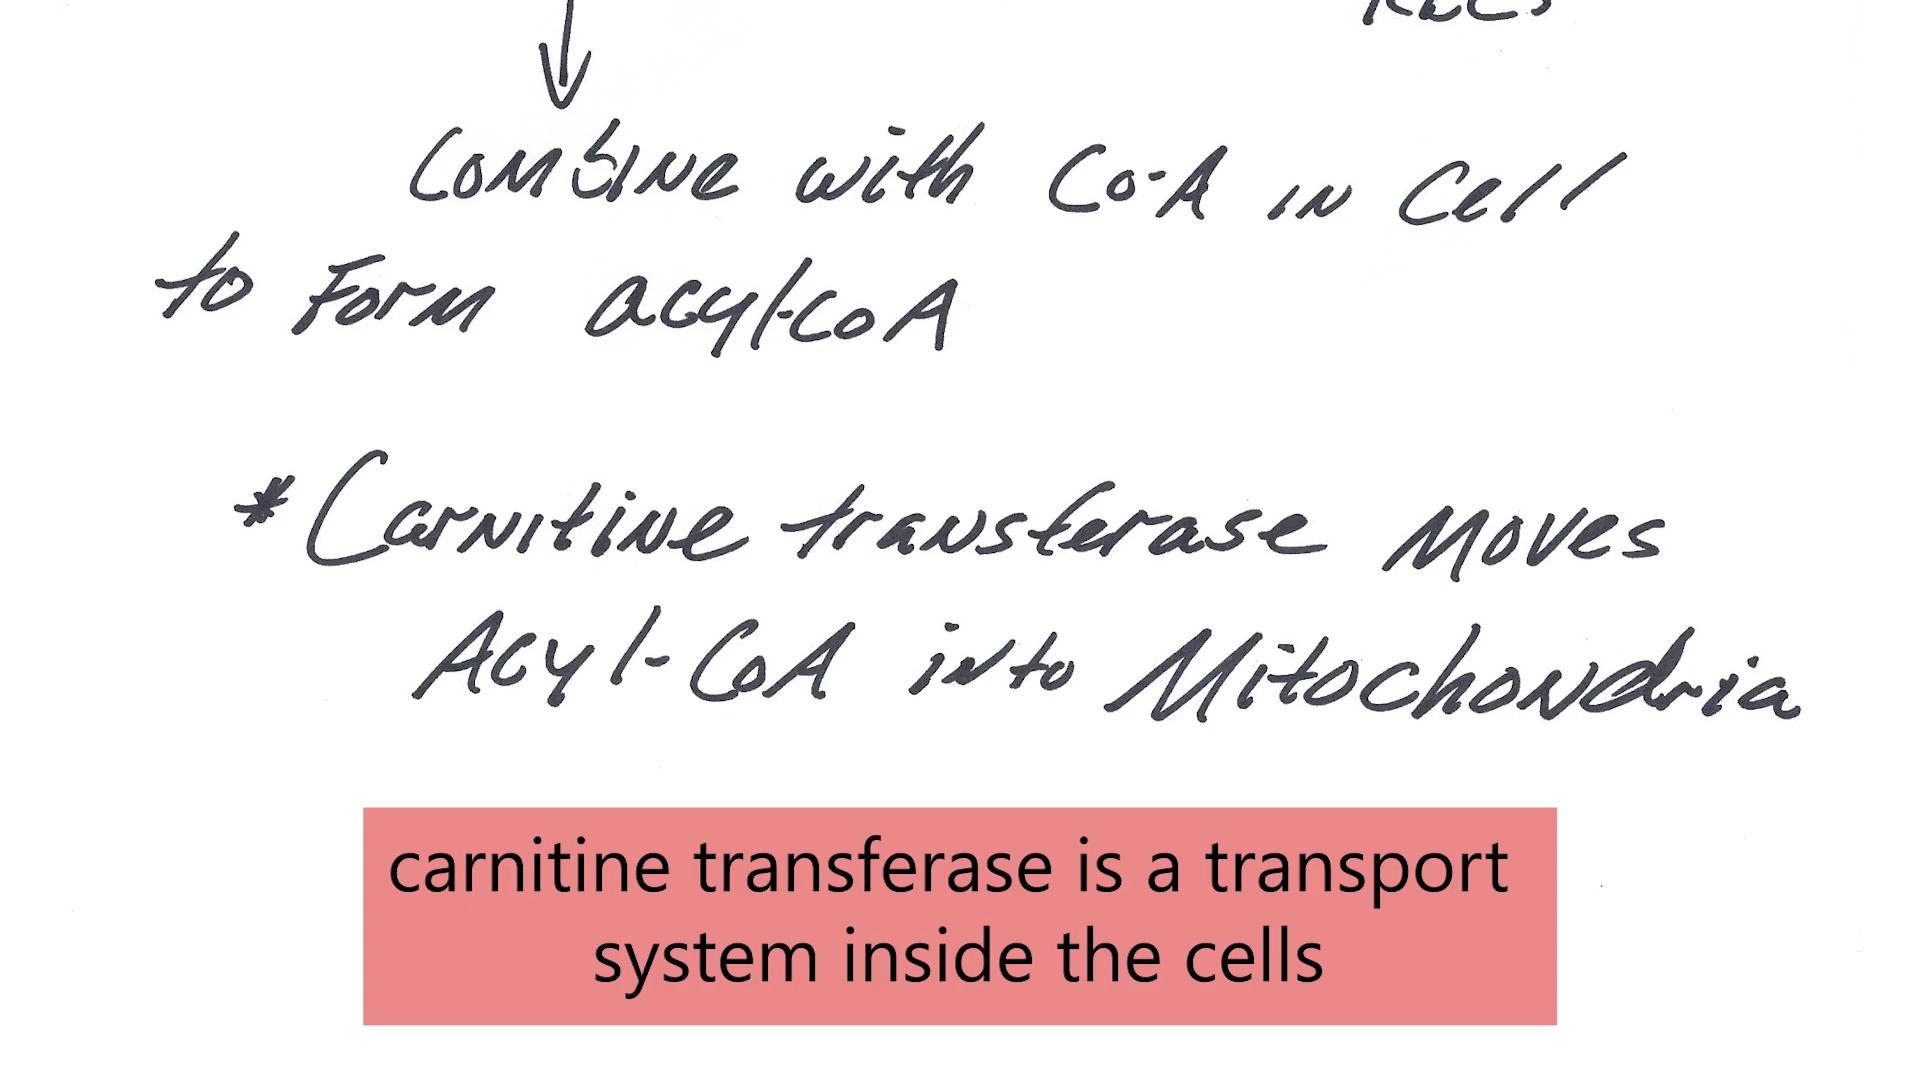 Combine with Co-A in Cell
to Form acyl-CoA
* Carnitine transferase moves
Acyl-CoA into Mitochondria
carnitine transferase is a transport
system inside the cells